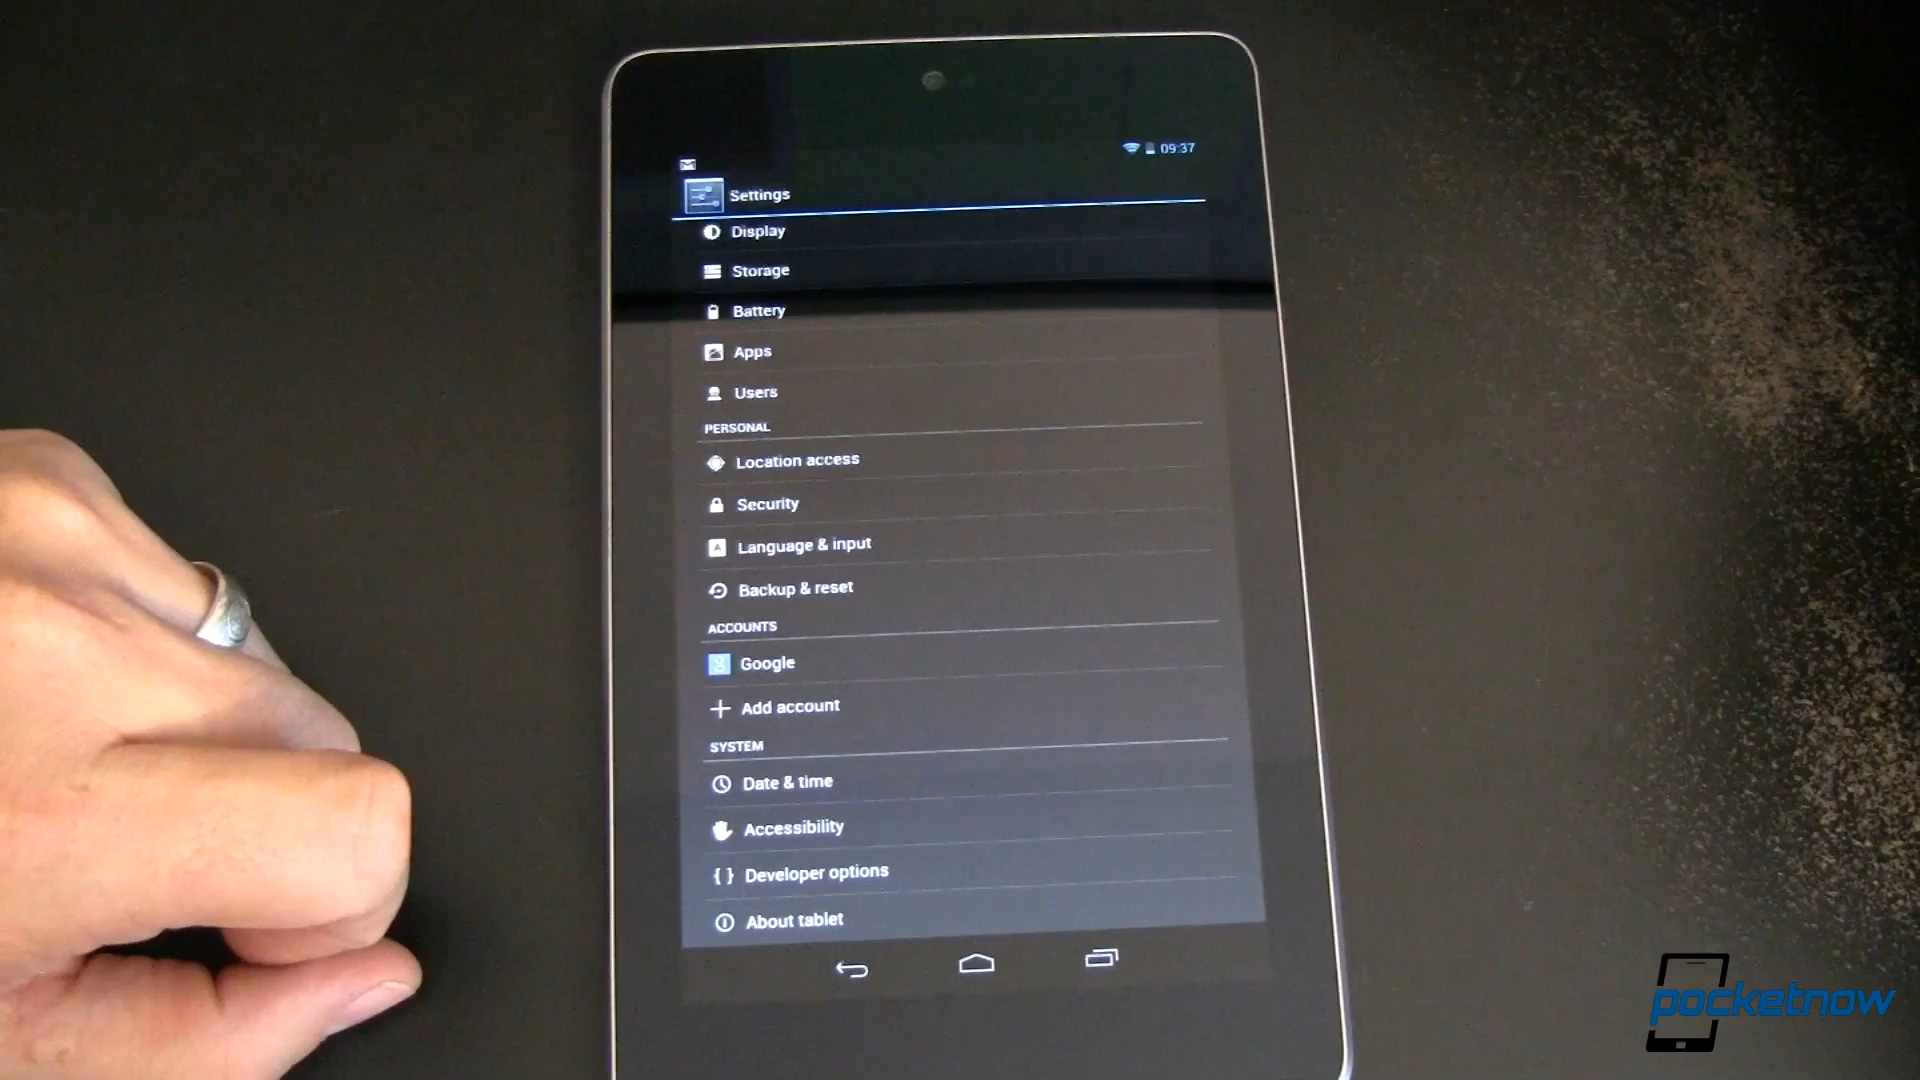 09:37
Settings
Display
Storage
Battery
Apps
Users
PERSONAL
Location access
Security
Language & input
Backup & reset
ACCOUNTS
Google
Add account
SYSTEM
Date & time
Accessibility
{ } Developer options
About tablet
pocketnow